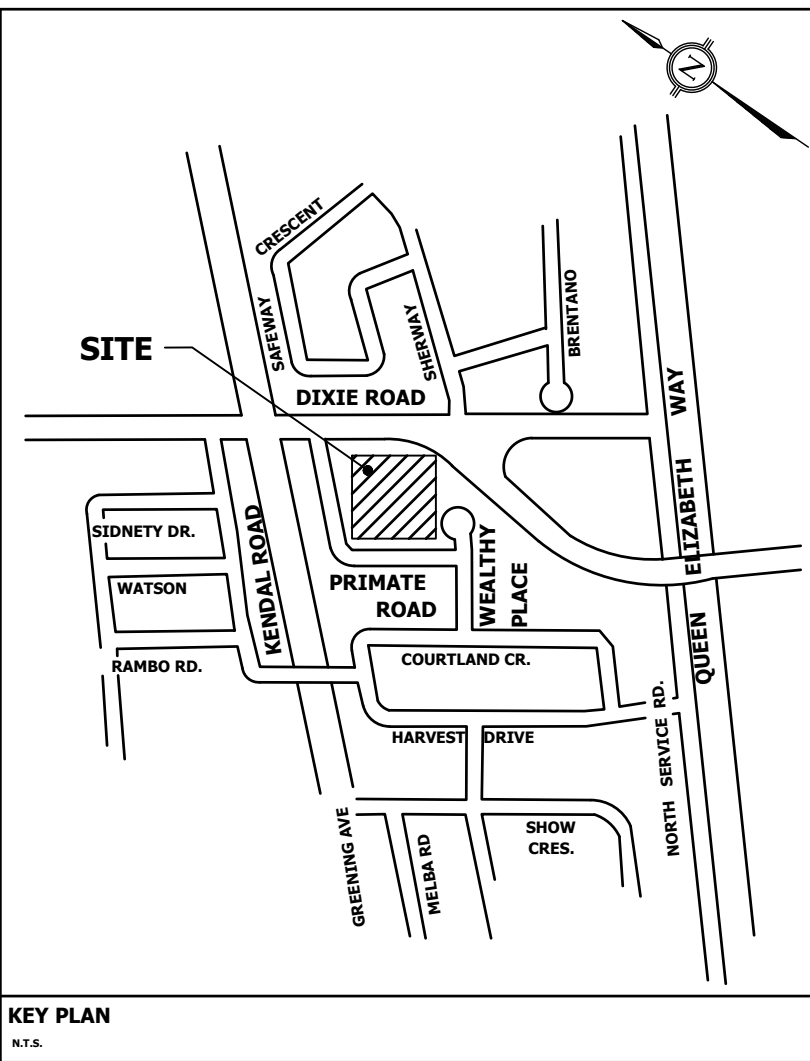 N
CRESCENT
SAFEWAY
SHERWAY
BRENTANO
SITE
DIXIE ROAD
QUEEN ELIZABETH WAY
SIDNETY DR.
WATSON
RAMBO RD.
KENDAL ROAD
PRIMATE
ROAD
WEALTHY
PLACE
COURTLAND CR.
HARVEST DRIVE
NORTH SERVICE RD.
GREENING AVE
MELBA RD
SHOW
CRES.
KEY PLAN
N.T.S.